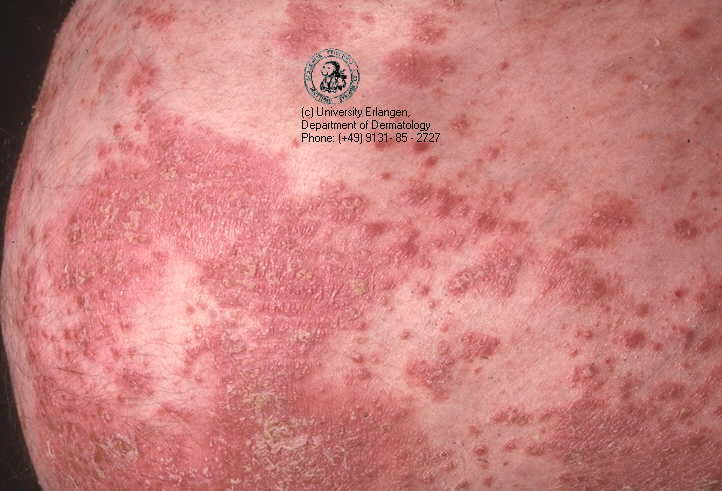 (c) University Erlangen,
Department of Dermatology
Phone: (+49) 9131- 85 - 2727